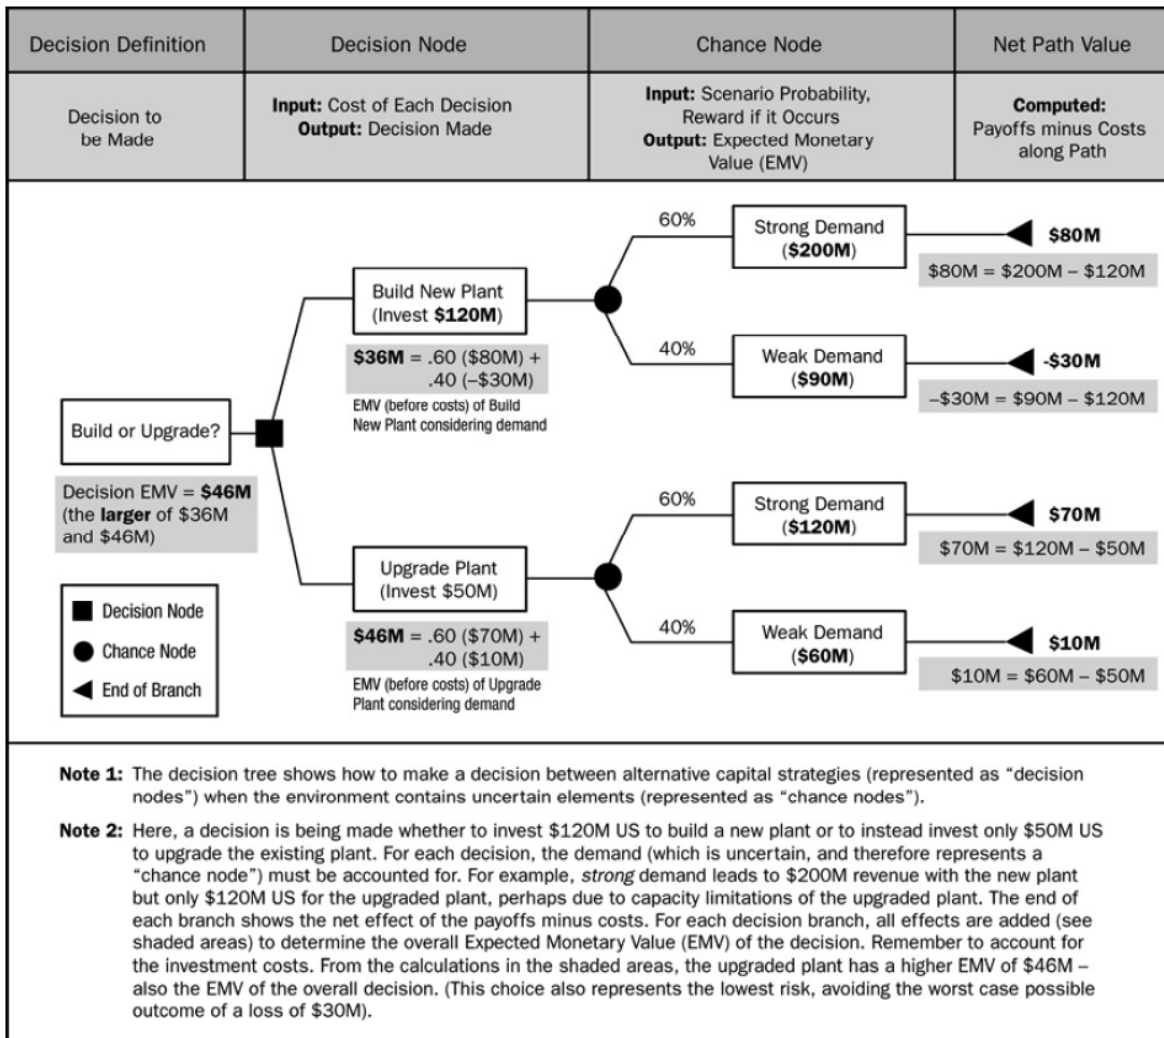 Decision Definition
Decision Node
Chance Node
Net Path Value
Decision to
be Made
Input: Cost of Each Decision
Output: Decision Made
Input: Scenario Probability,
Reward if it Occurs
Output: Expected Monetary
Value (EMV)
Computed:
Payoffs minus Costs
along Path
Build or Upgrade?
Decision EMV = $46M
(the larger of $36M
and $46M)
Build New Plant
(Invest $120M)
$36M = .60 ($80M) +
.40 (–$30M)
EMV (before costs) of Build
New Plant considering demand
60%
Strong Demand
($200M)
$80M
$80M = $200M – $120M
40%
Weak Demand
($90M)
-$30M
–$30M = $90M – $120M
Upgrade Plant
(Invest $50M)
$46M = .60 ($70M) +
.40 ($10M)
EMV (before costs) of Upgrade
Plant considering demand
60%
Strong Demand
($120M)
$70M
$70M = $120M – $50M
40%
Weak Demand
($60M)
$10M
$10M = $60M – $50M
Decision Node
Chance Node
End of Branch
Note 1: The decision tree shows how to make a decision between alternative capital strategies (represented as “decision
nodes”) when the environment contains uncertain elements (represented as “chance nodes”).
Note 2: Here, a decision is being made whether to invest $120M US to build a new plant or to instead invest only $50M US
to upgrade the existing plant. For each decision, the demand (which is uncertain, and therefore represents a
“chance node”) must be accounted for. For example, strong demand leads to $200M revenue with the new plant
but only $120M US for the upgraded plant, perhaps due to capacity limitations of the upgraded plant. The end of
each branch shows the net effect of the payoffs minus costs. For each decision branch, all effects are added (see
shaded areas) to determine the overall Expected Monetary Value (EMV) of the decision. Remember to account for
the investment costs. From the calculations in the shaded areas, the upgraded plant has a higher EMV of $46M –
also the EMV of the overall decision. (This choice also represents the lowest risk, avoiding the worst case possible
outcome of a loss of $30M).